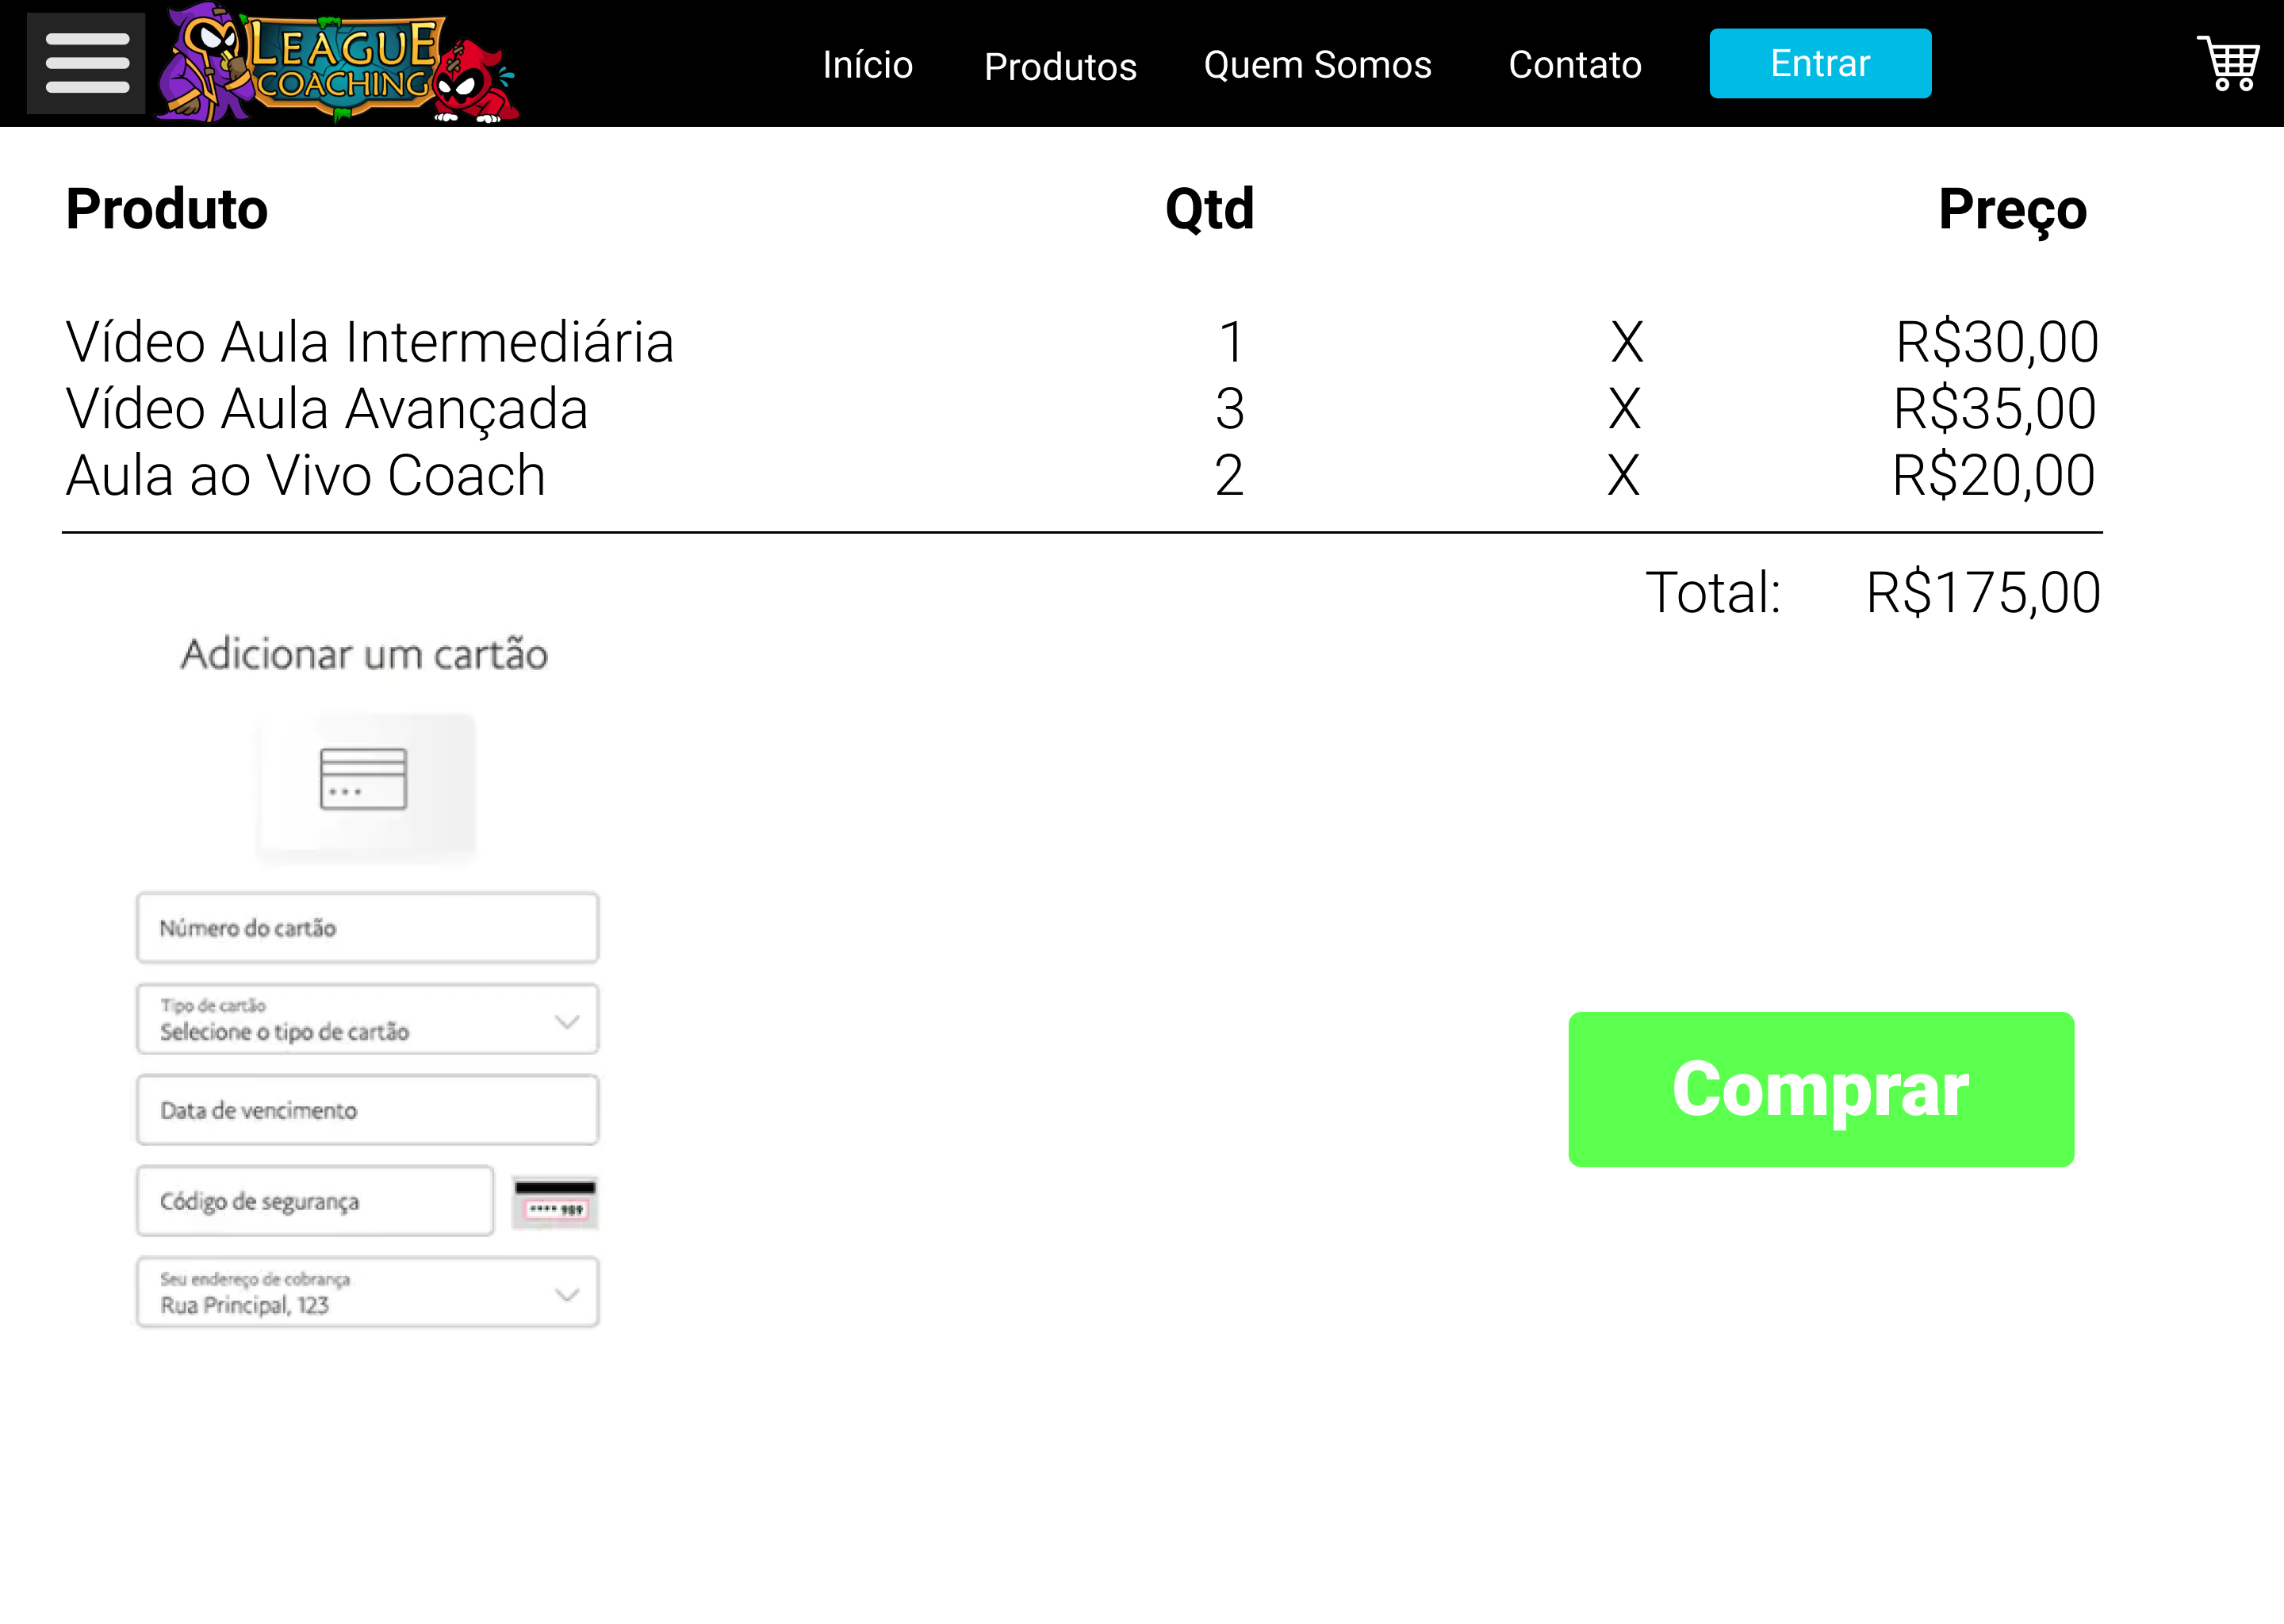 LEAGUE
COACHING
Início Produtos Quem Somos Contato Entrar
Produto Qtd Preço
Vídeo Aula Intermediária 1 X R$30,00
Vídeo Aula Avançada 3 X R$35,00
Aula ao Vivo Coach 2 X R$20,00
Total: R$175,00
Adicionar um cartão
Número do cartão
Tipo de cartão
Selecione o tipo de cartão
Data de vencimento
Código de segurança
**** 989
Seu endereço de cobrança
Rua Principal, 123
Comprar